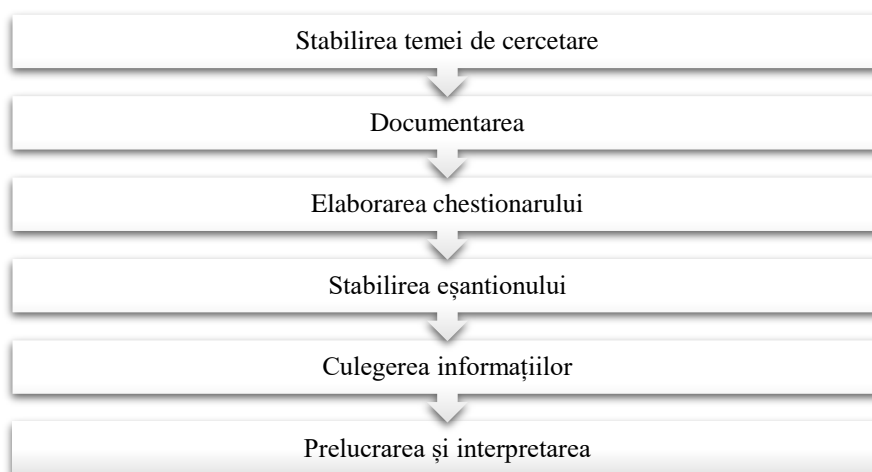 Stabilirea temei de cercetare
Documentarea
Elaborarea chestionarului
Stabilirea eșantionului
Culegerea informațiilor
Prelucrarea și interpretarea